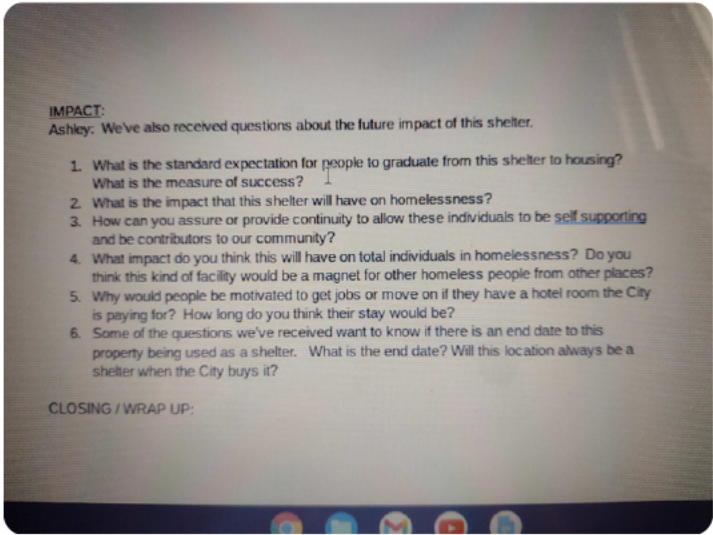 IMPACT:
Ashley: We've also received questions about the future impact of this shelter.
1. What is the standard expectation for people to graduate from this shelter to housing?
What is the measure of success?
2. What is the impact that this shelter will have on homelessness?
3. How can you assure or provide continuity to allow these individuals to be self supporting
and be contributors to our community?
4. What impact do you think this will have on total individuals in homelessness? Do you
think this kind of facility would be a magnet for other homeless people from other places?
5. Why would people be motivated to get jobs or move on if they have a hotel room the City
is paying for? How long do you think their stay would be?
6. Some of the questions we've received want to know if there is an end date to this
property being used as a shelter. What is the end date? Will this location always be a
shelter when the City buys it?
CLOSING / WRAP UP: